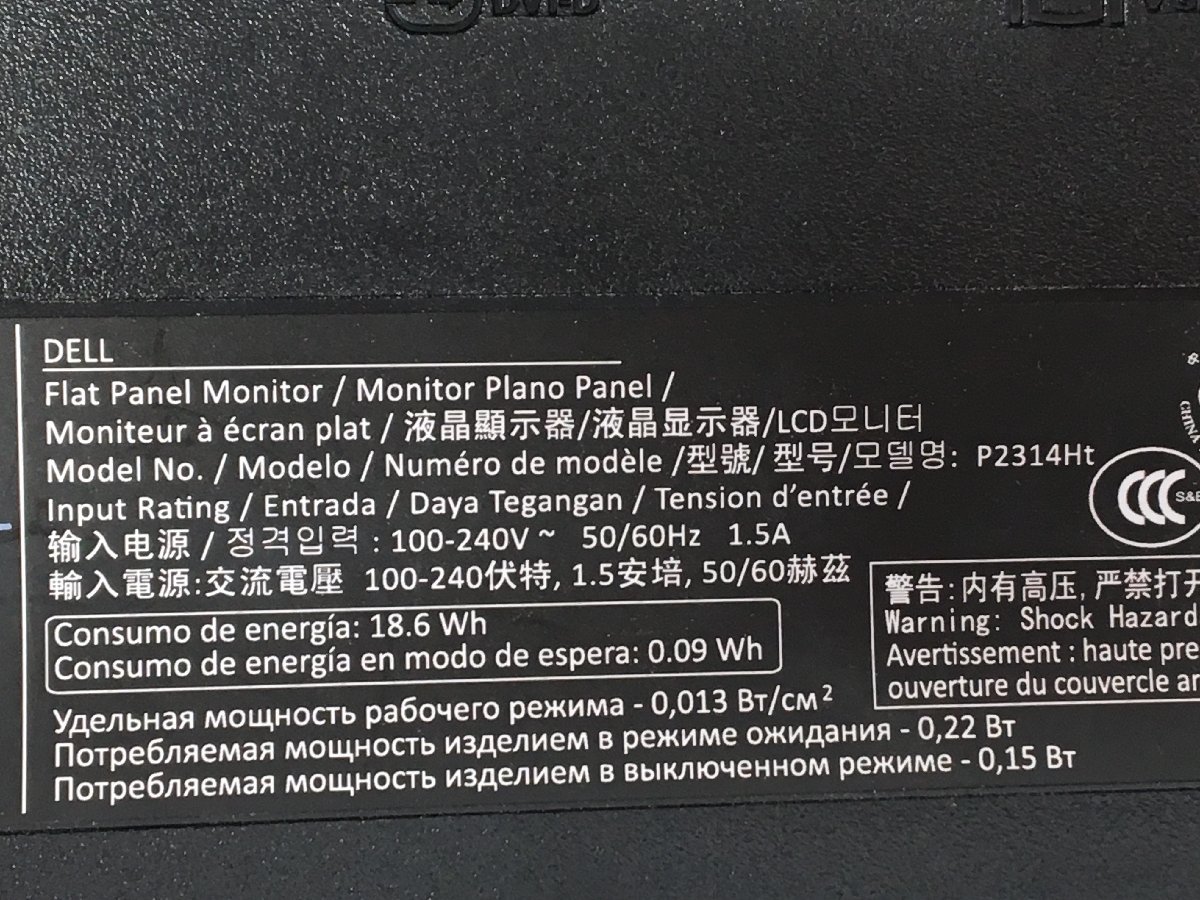 DVI-D
DELL
Flat Panel Monitor / Monitor Plano Panel /
Moniteur à écran plat / 液晶顯示器/液晶显示器/LCD모니터
Model No. / Modelo / Numéro de modèle /型號/ 型号/모델명: P2314Ht
Input Rating / Entrada / Daya Tegangan / Tension d'entrée /
输入电源 / 정격입력 : 100-240V ~ 50/60Hz 1.5A
輸入電源:交流電壓 100-240伏特, 1.5安培, 50/60赫茲
Consumo de energía: 18.6 Wh
Consumo de energía en modo de espera: 0.09 Wh
Удельная мощность рабочего режима - 0,013 Вт/см²
Потребляемая мощность изделием в режиме ожидания - 0,22 Вт
Потребляемая мощность изделием в выключенном режиме - 0,15 Вт
CCC
S&E
警告: 内有高压, 严禁打开
Warning: Shock Hazard
Avertissement : haute pre
ouverture du couvercle ar